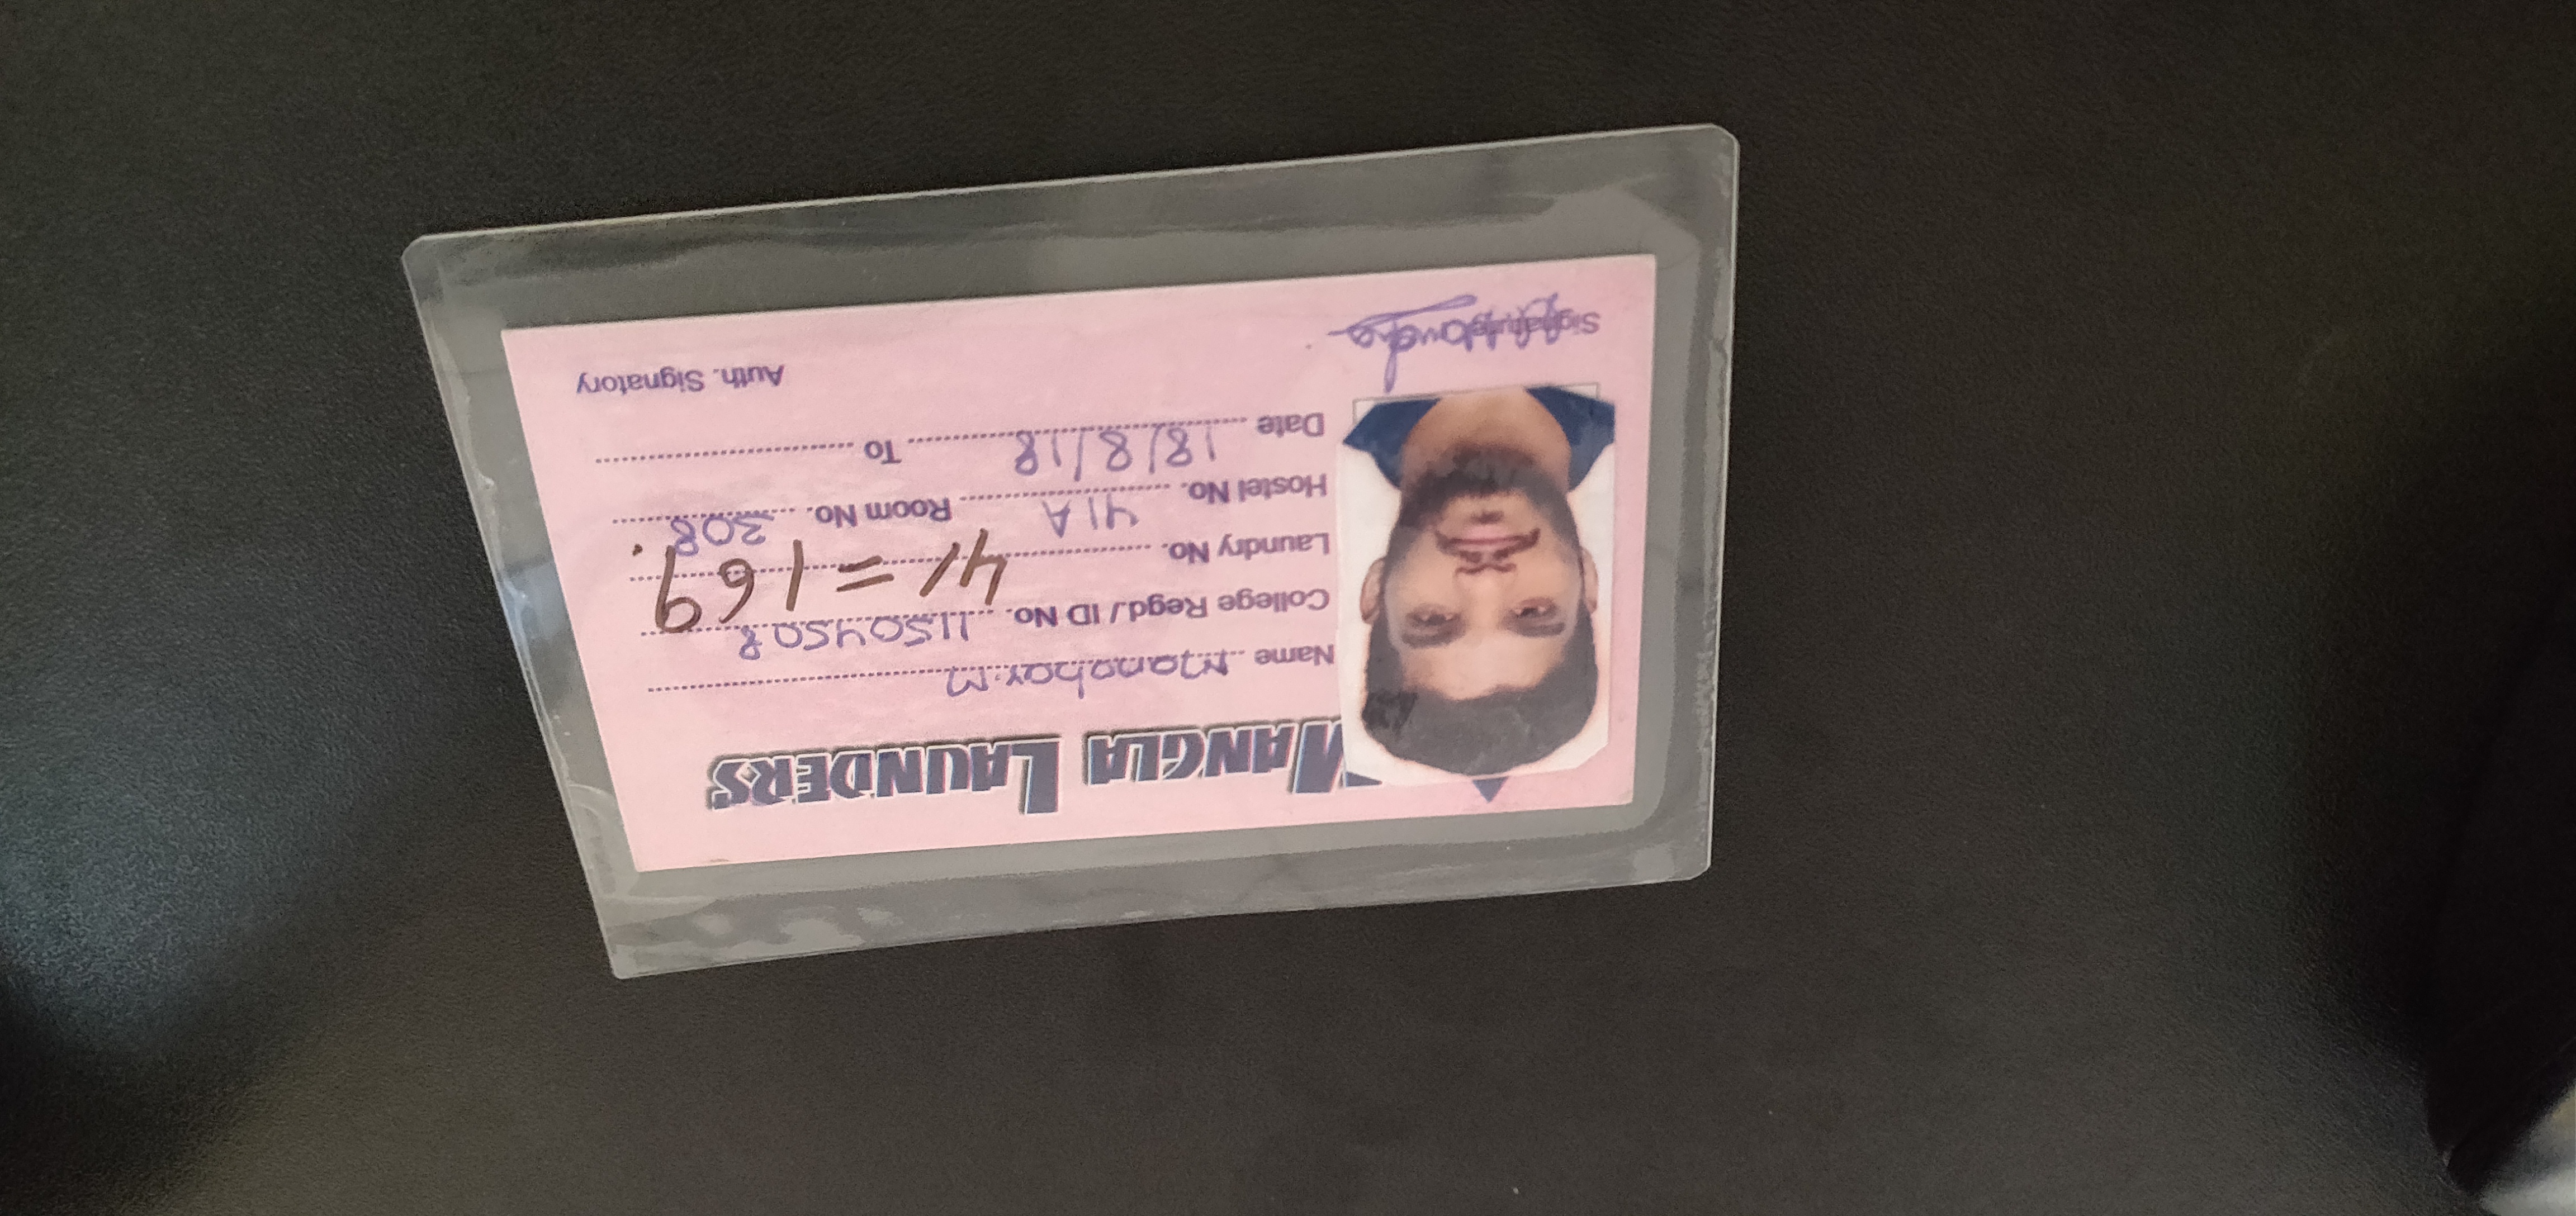 MANGLA LAUNDERS
Name Manohar.M
College Regd./ ID No. 11504508
Laundry No. 41/=169.
Hostel No. 41A Room No. 308
Date 18/8/18 To
Auth. Signatory
Signature